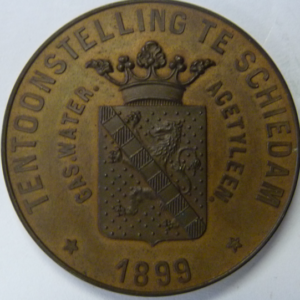 TENTOONSTELLING TE SCHIEDAM
GAS.WATER.
ACETYLEEN.
1899